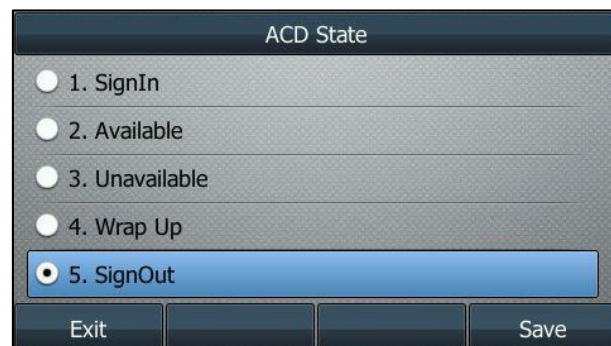 ACD State
1. SignIn
2. Available
3. Unavailable
4. Wrap Up
5. SignOut
Exit Save